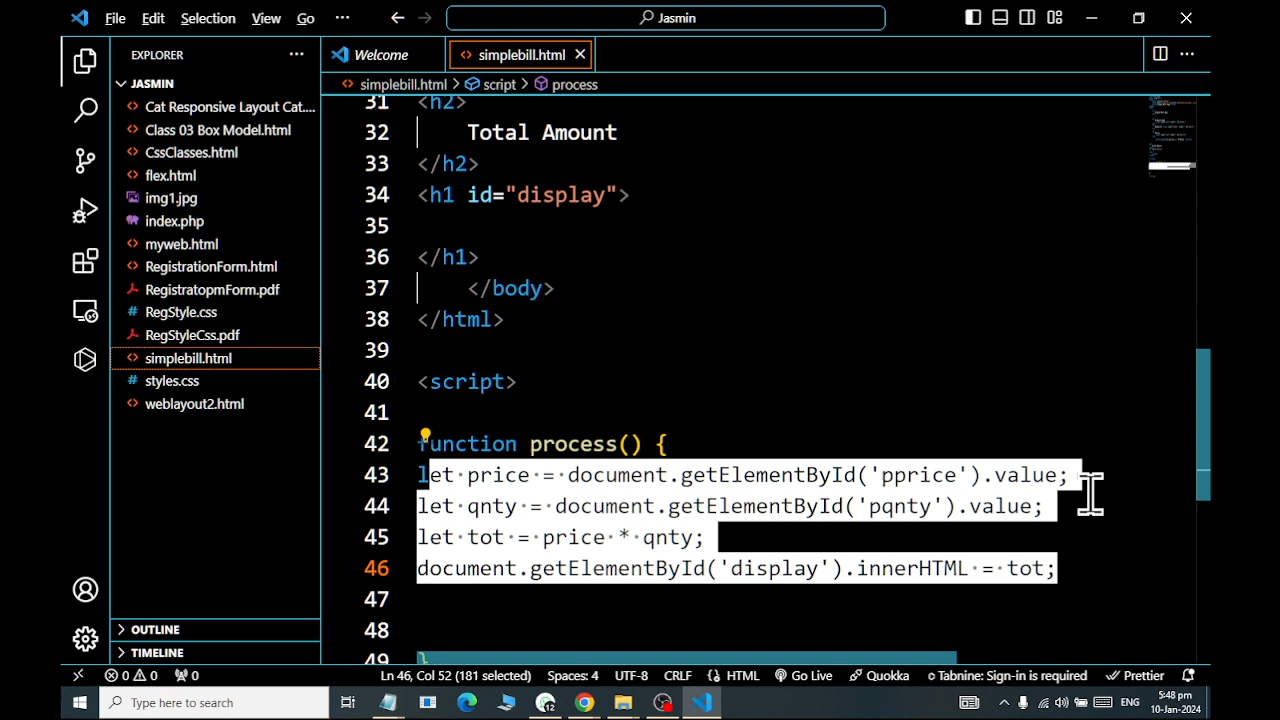 File Edit Selection View Go ··· Jasmin
EXPLORER ···
Welcome simplebill.html
JASMIN
simplebill.html > script > process
Cat Responsive Layout Cat....
Class 03 Box Model.html
CssClasses.html
flex.html
img1.jpg
index.php
myweb.html
RegistrationForm.html
RegistratopmForm.pdf
RegStyle.css
RegStyleCss.pdf
simplebill.html
styles.css
weblayout2.html
OUTLINE
TIMELINE
31 <h2>
32 Total Amount
33 </h2>
34 <h1 id="display">
35
36 </h1>
37 </body>
38 </html>
39
40 <script>
41
42 function process() {
43 let price = document.getElementById('pprice').value;
44 let qnty = document.getElementById('pqnty').value;
45 let tot = price * qnty;
46 document.getElementById('display').innerHTML = tot;
47
48
49 }
0 0 0 Ln 46, Col 52 (181 selected) Spaces: 4 UTF-8 CRLF HTML Go Live Quokka Tabnine: Sign-in is required Prettier
Type here to search 12 ENG 5:48 pm
10-Jan-2024